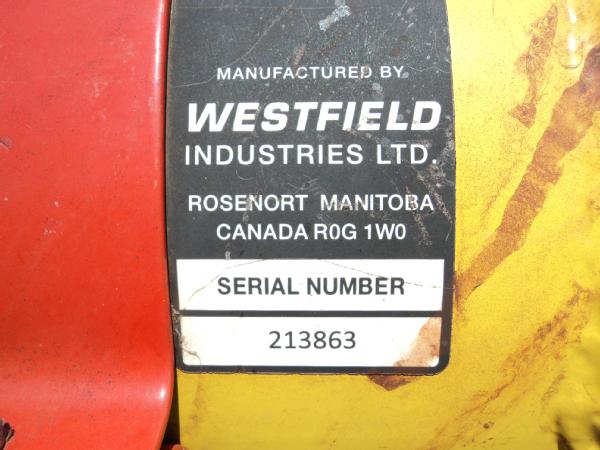 MANUFACTURED BY
WESTFIELD
INDUSTRIES LTD.
ROSENORT MANITOBA
CANADA R0G 1W0
SERIAL NUMBER
213863